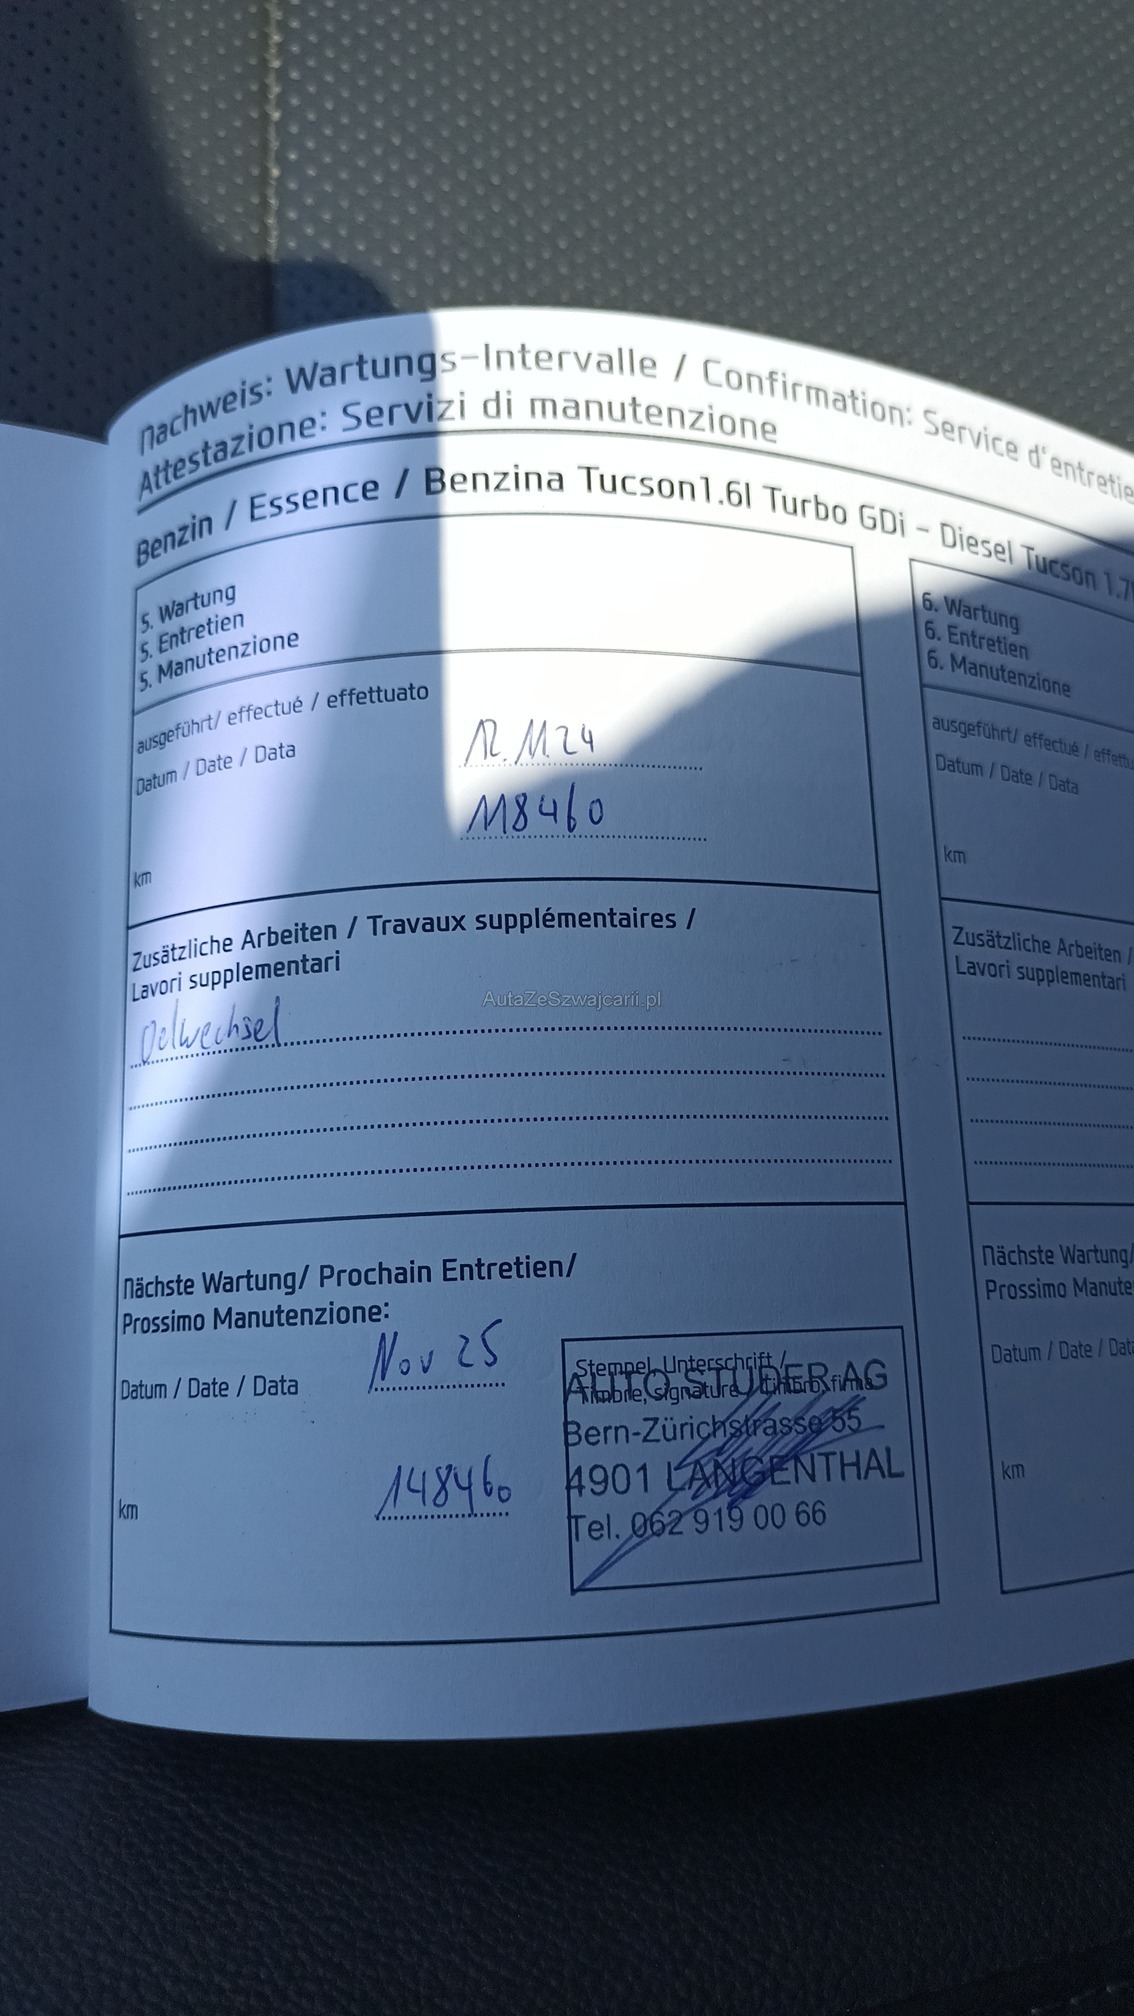 Nachweis: Wartungs-Intervalle / Confirmation: Service d'entretie
Attestazione: Servizi di manutenzione
Benzin / Essence / Benzina Tucson1.6l Turbo GDi - Diesel Tucson 1.7
5. Wartung
5. Entretien
5. Manutenzione
ausgeführt/ effectué / effettuato
Datum / Date / Data
12.11.24
118460
km
Zusätzliche Arbeiten / Travaux supplémentaires /
Lavori supplementari
Oelwechsel
Nächste Wartung/ Prochain Entretien/
Prossimo Manutenzione:
Datum / Date / Data
Nov 25
km
148460
Stempel, Unterschrift /
Timbre, signature / Timbro, firma
AUTO STUDER AG
Bern-Zürichstrasse 55
4901 LANGENTHAL
Tel. 062 919 00 66
6. Wartung
6. Entretien
6. Manutenzione
ausgeführt/ effectué / effettu
Datum / Date / Data
km
Zusätzliche Arbeiten /
Lavori supplementari
Nächste Wartung/
Prossimo Manute
Datum / Date / Dat
km
AutaZeSzwajcarii.pl